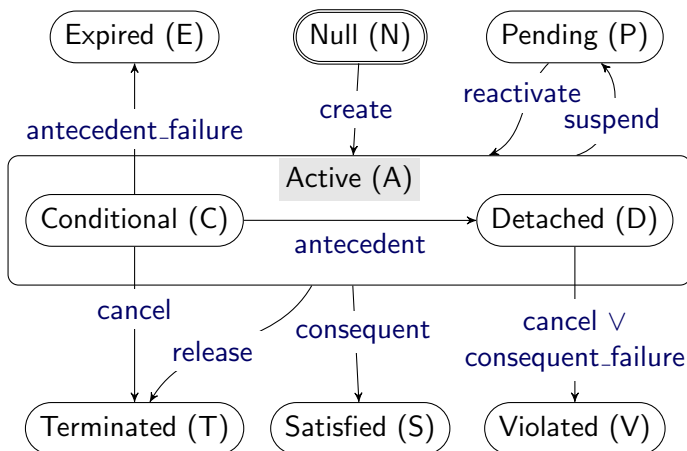 Expired (E)
Null (N)
Pending (P)
create
reactivate
suspend
antecedent_failure
Active (A)
Conditional (C)
Detached (D)
antecedent
cancel
release
consequent
cancel ∨
consequent_failure
Terminated (T)
Satisfied (S)
Violated (V)